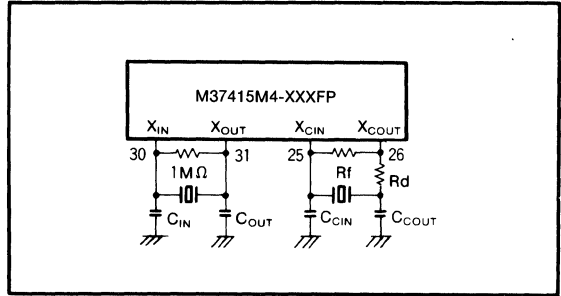 M37415M4-XXXFP
XIN XOUT XCIN XCOUT
30 31 25 26
1MΩ Rf Rd
CIN COUT CCIN CCOUT